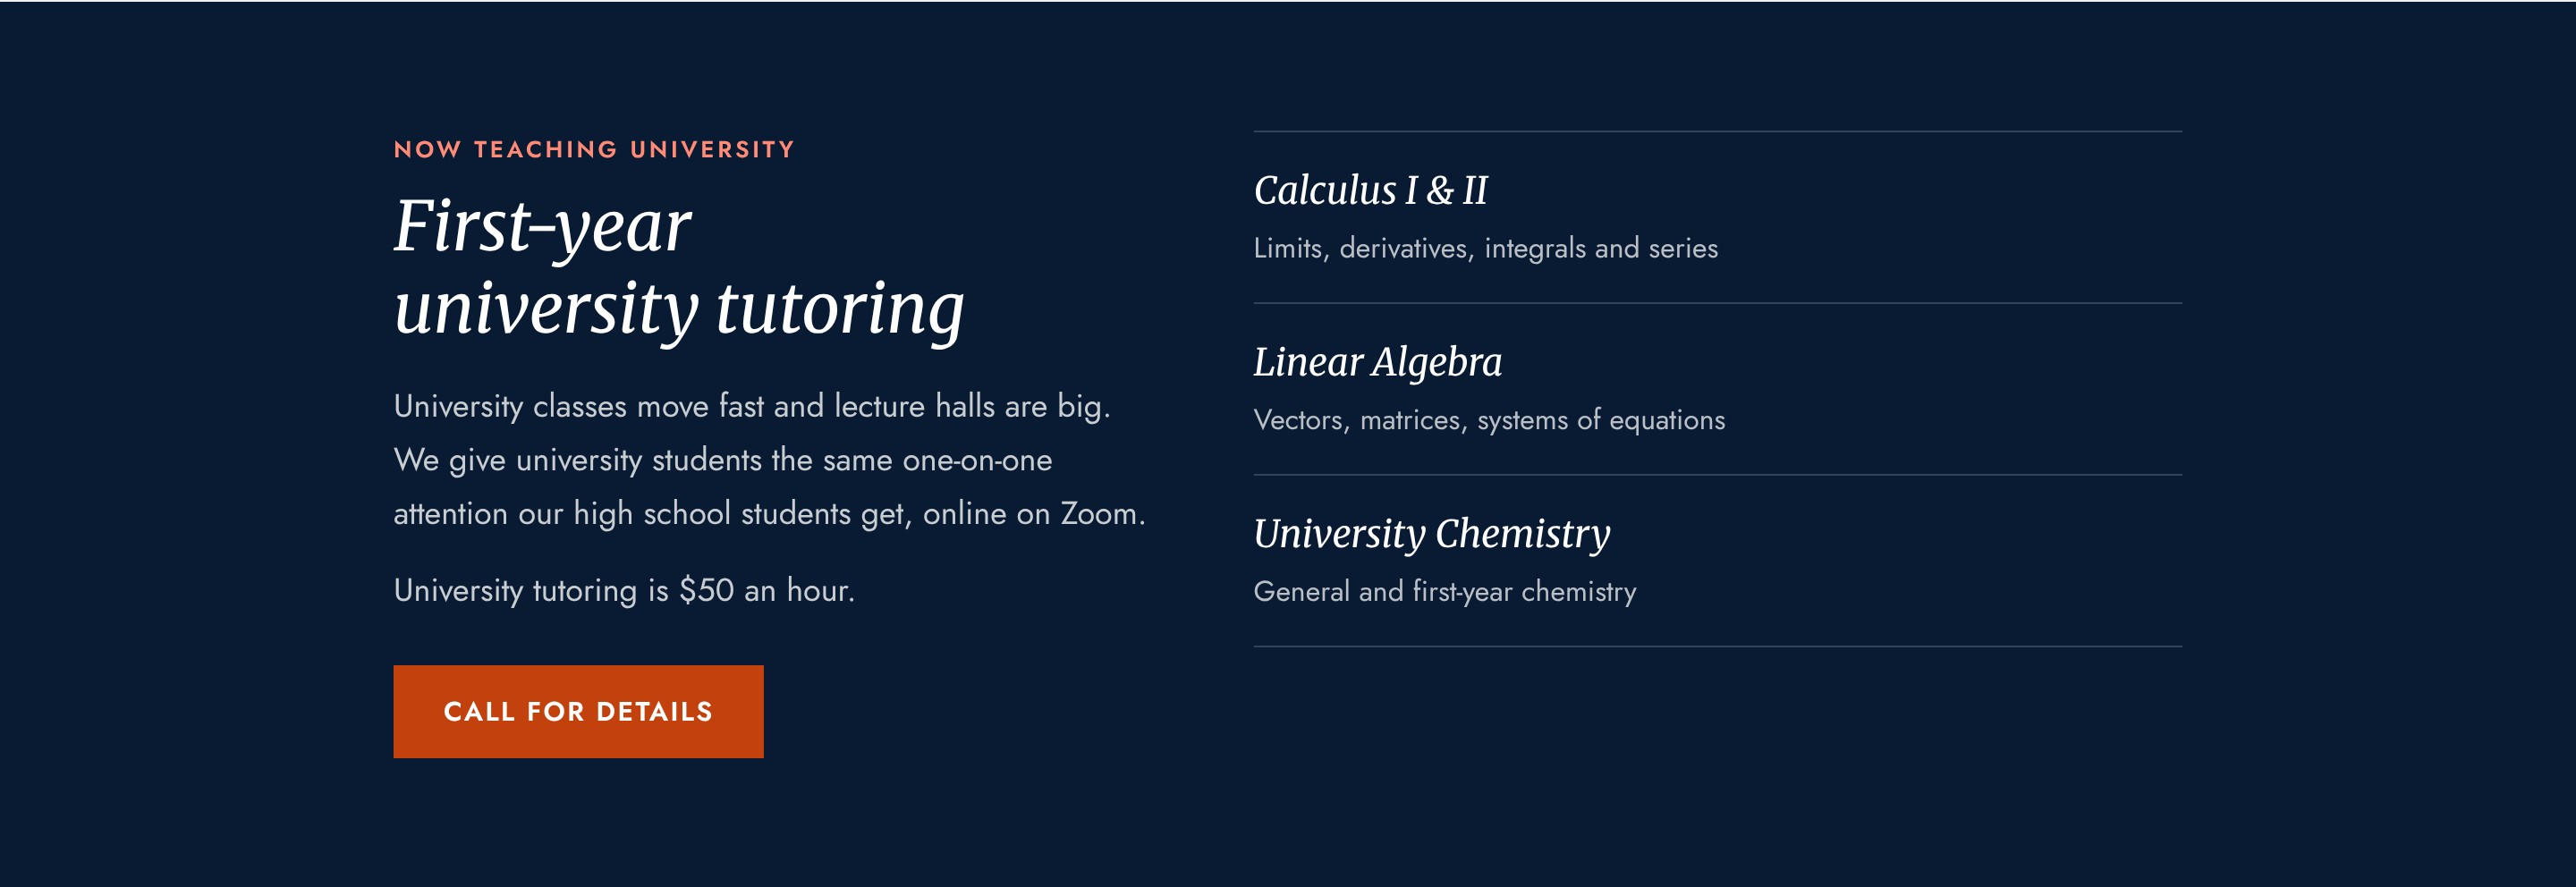 NOW TEACHING UNIVERSITY
First-year
university tutoring
University classes move fast and lecture halls are big.
We give university students the same one-on-one
attention our high school students get, online on Zoom.
University tutoring is $50 an hour.
CALL FOR DETAILS
Calculus I & II
Limits, derivatives, integrals and series
Linear Algebra
Vectors, matrices, systems of equations
University Chemistry
General and first-year chemistry